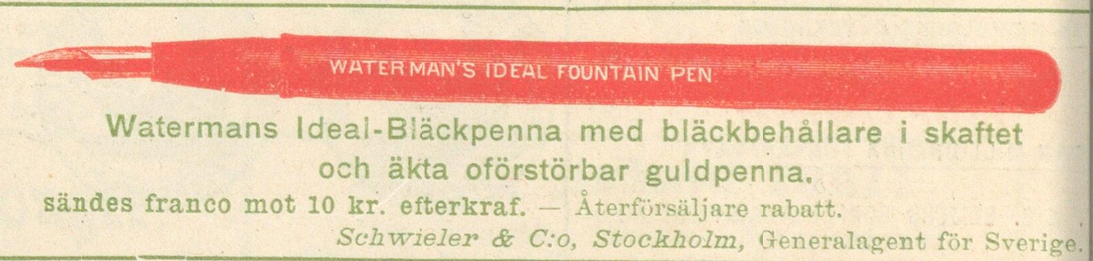 WATERMAN'S IDEAL FOUNTAIN PEN
Watermans Ideal-Bläckpenna med bläckbehållare i skaftet
och äkta oförstörbar guldpenna.
sändes franco mot 10 kr. efterkraf. — Återförsäljare rabatt.
Schwieler & C:o, Stockholm, Generalagent för Sverige.